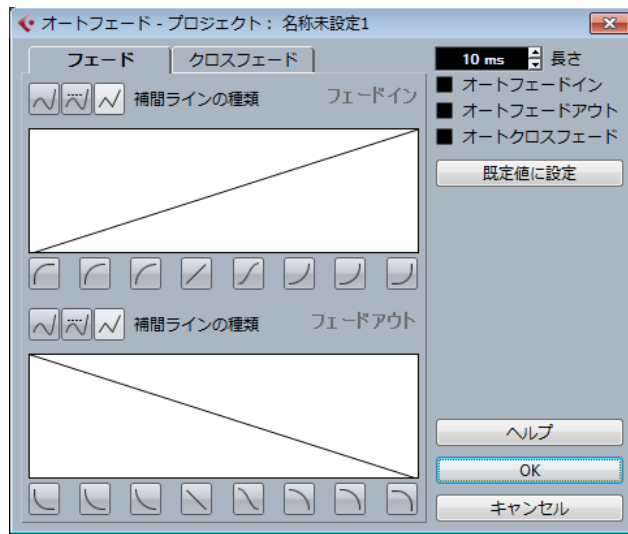 オートフェード - プロジェクト： 名称未設定1
フェード
クロスフェード
補間ラインの種類
フェードイン
補間ラインの種類
フェードアウト
10 ms
長さ
オートフェードイン
オートフェードアウト
オートクロスフェード
既定値に設定
ヘルプ
OK
キャンセル